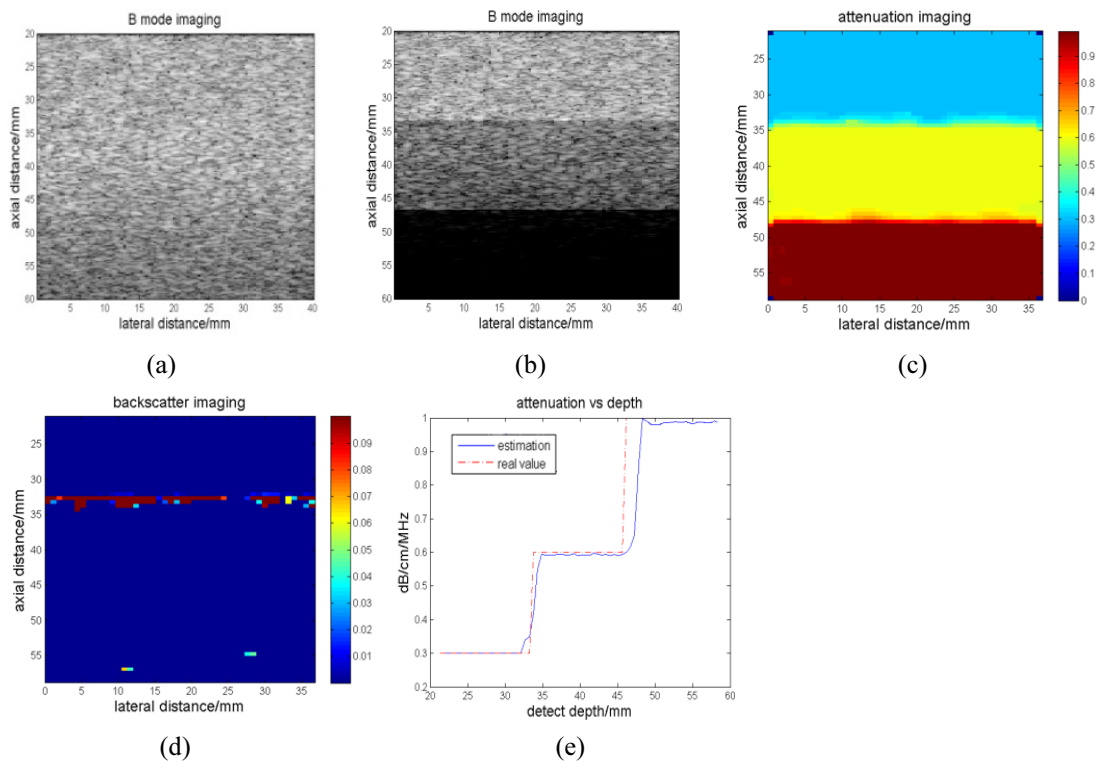 B mode imaging
20
25
30
35
40
45
50
55
60
axial distance/mm
5 10 15 20 25 30 35 40
lateral distance/mm
(a)
B mode imaging
20
25
30
35
40
45
50
55
60
axial distance/mm
5 10 15 20 25 30 35 40
lateral distance/mm
(b)
attenuation imaging
25
30
35
40
45
50
55
axial distance/mm
0 5 10 15 20 25 30 35
lateral distance/mm
0.9
0.8
0.7
0.6
0.5
0.4
0.3
0.2
0.1
0
(c)
backscatter imaging
25
30
35
40
45
50
55
axial distance/mm
0 5 10 15 20 25 30 35
lateral distance/mm
0.09
0.08
0.07
0.06
0.05
0.04
0.03
0.02
0.01
(d)
attenuation vs depth
1
0.9
0.8
0.7
0.6
0.5
0.4
0.3
0.2
dB/cm/MHz
estimation
real value
20 25 30 35 40 45 50 55 60
detect depth/mm
(e)